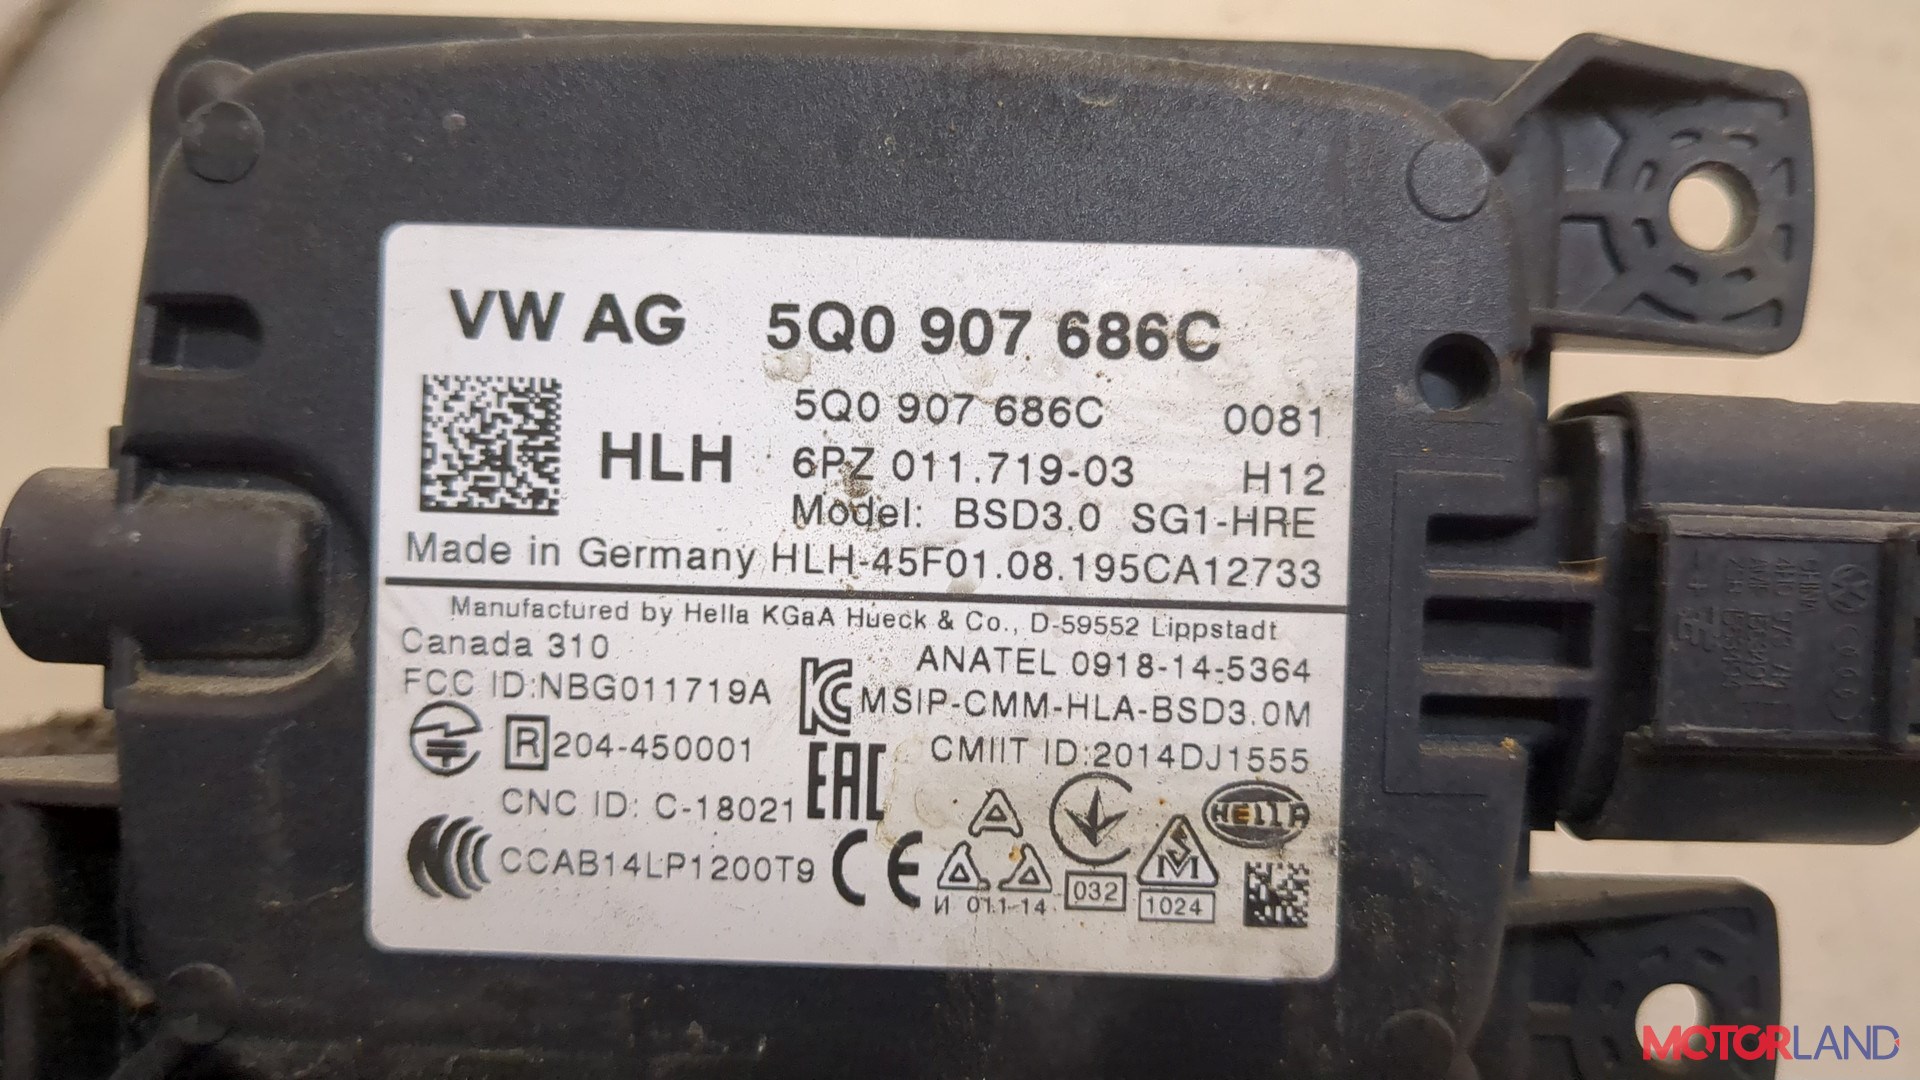 VW AG 5Q0 907 686C
5Q0 907 686C 0081
HLH 6PZ 011.719-03 H12
Model: BSD3.0 SG1-HRE
Made in Germany HLH-45F01.08.195CA12733
Manufactured by Hella KGaA Hueck & Co., D-59552 Lippstadt
Canada 310
ANATEL 0918-14-5364
FCC ID:NBG011719A
MSIP-CMM-HLA-BSD3.0M
R 204-450001
CMIIT ID:2014DJ1555
CNC ID: C-18021
EAC
HELLA
CCAB14LP1200T9 CE
И 011-14
032
1024
CHINA
MOTORLAND